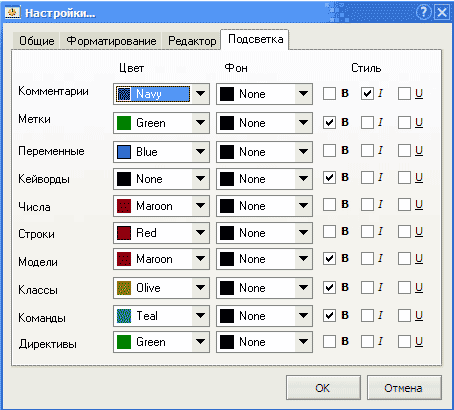 Настройки...
Общие Форматирование Редактор Подсветка
Цвет Фон Стиль
Комментарии Navy None B I U
Метки Green None B I U
Переменные Blue None B I U
Кейворды None None B I U
Числа Maroon None B I U
Строки Red None B I U
Модели Maroon None B I U
Классы Olive None B I U
Команды Teal None B I U
Директивы Green None B I U
OK Отмена